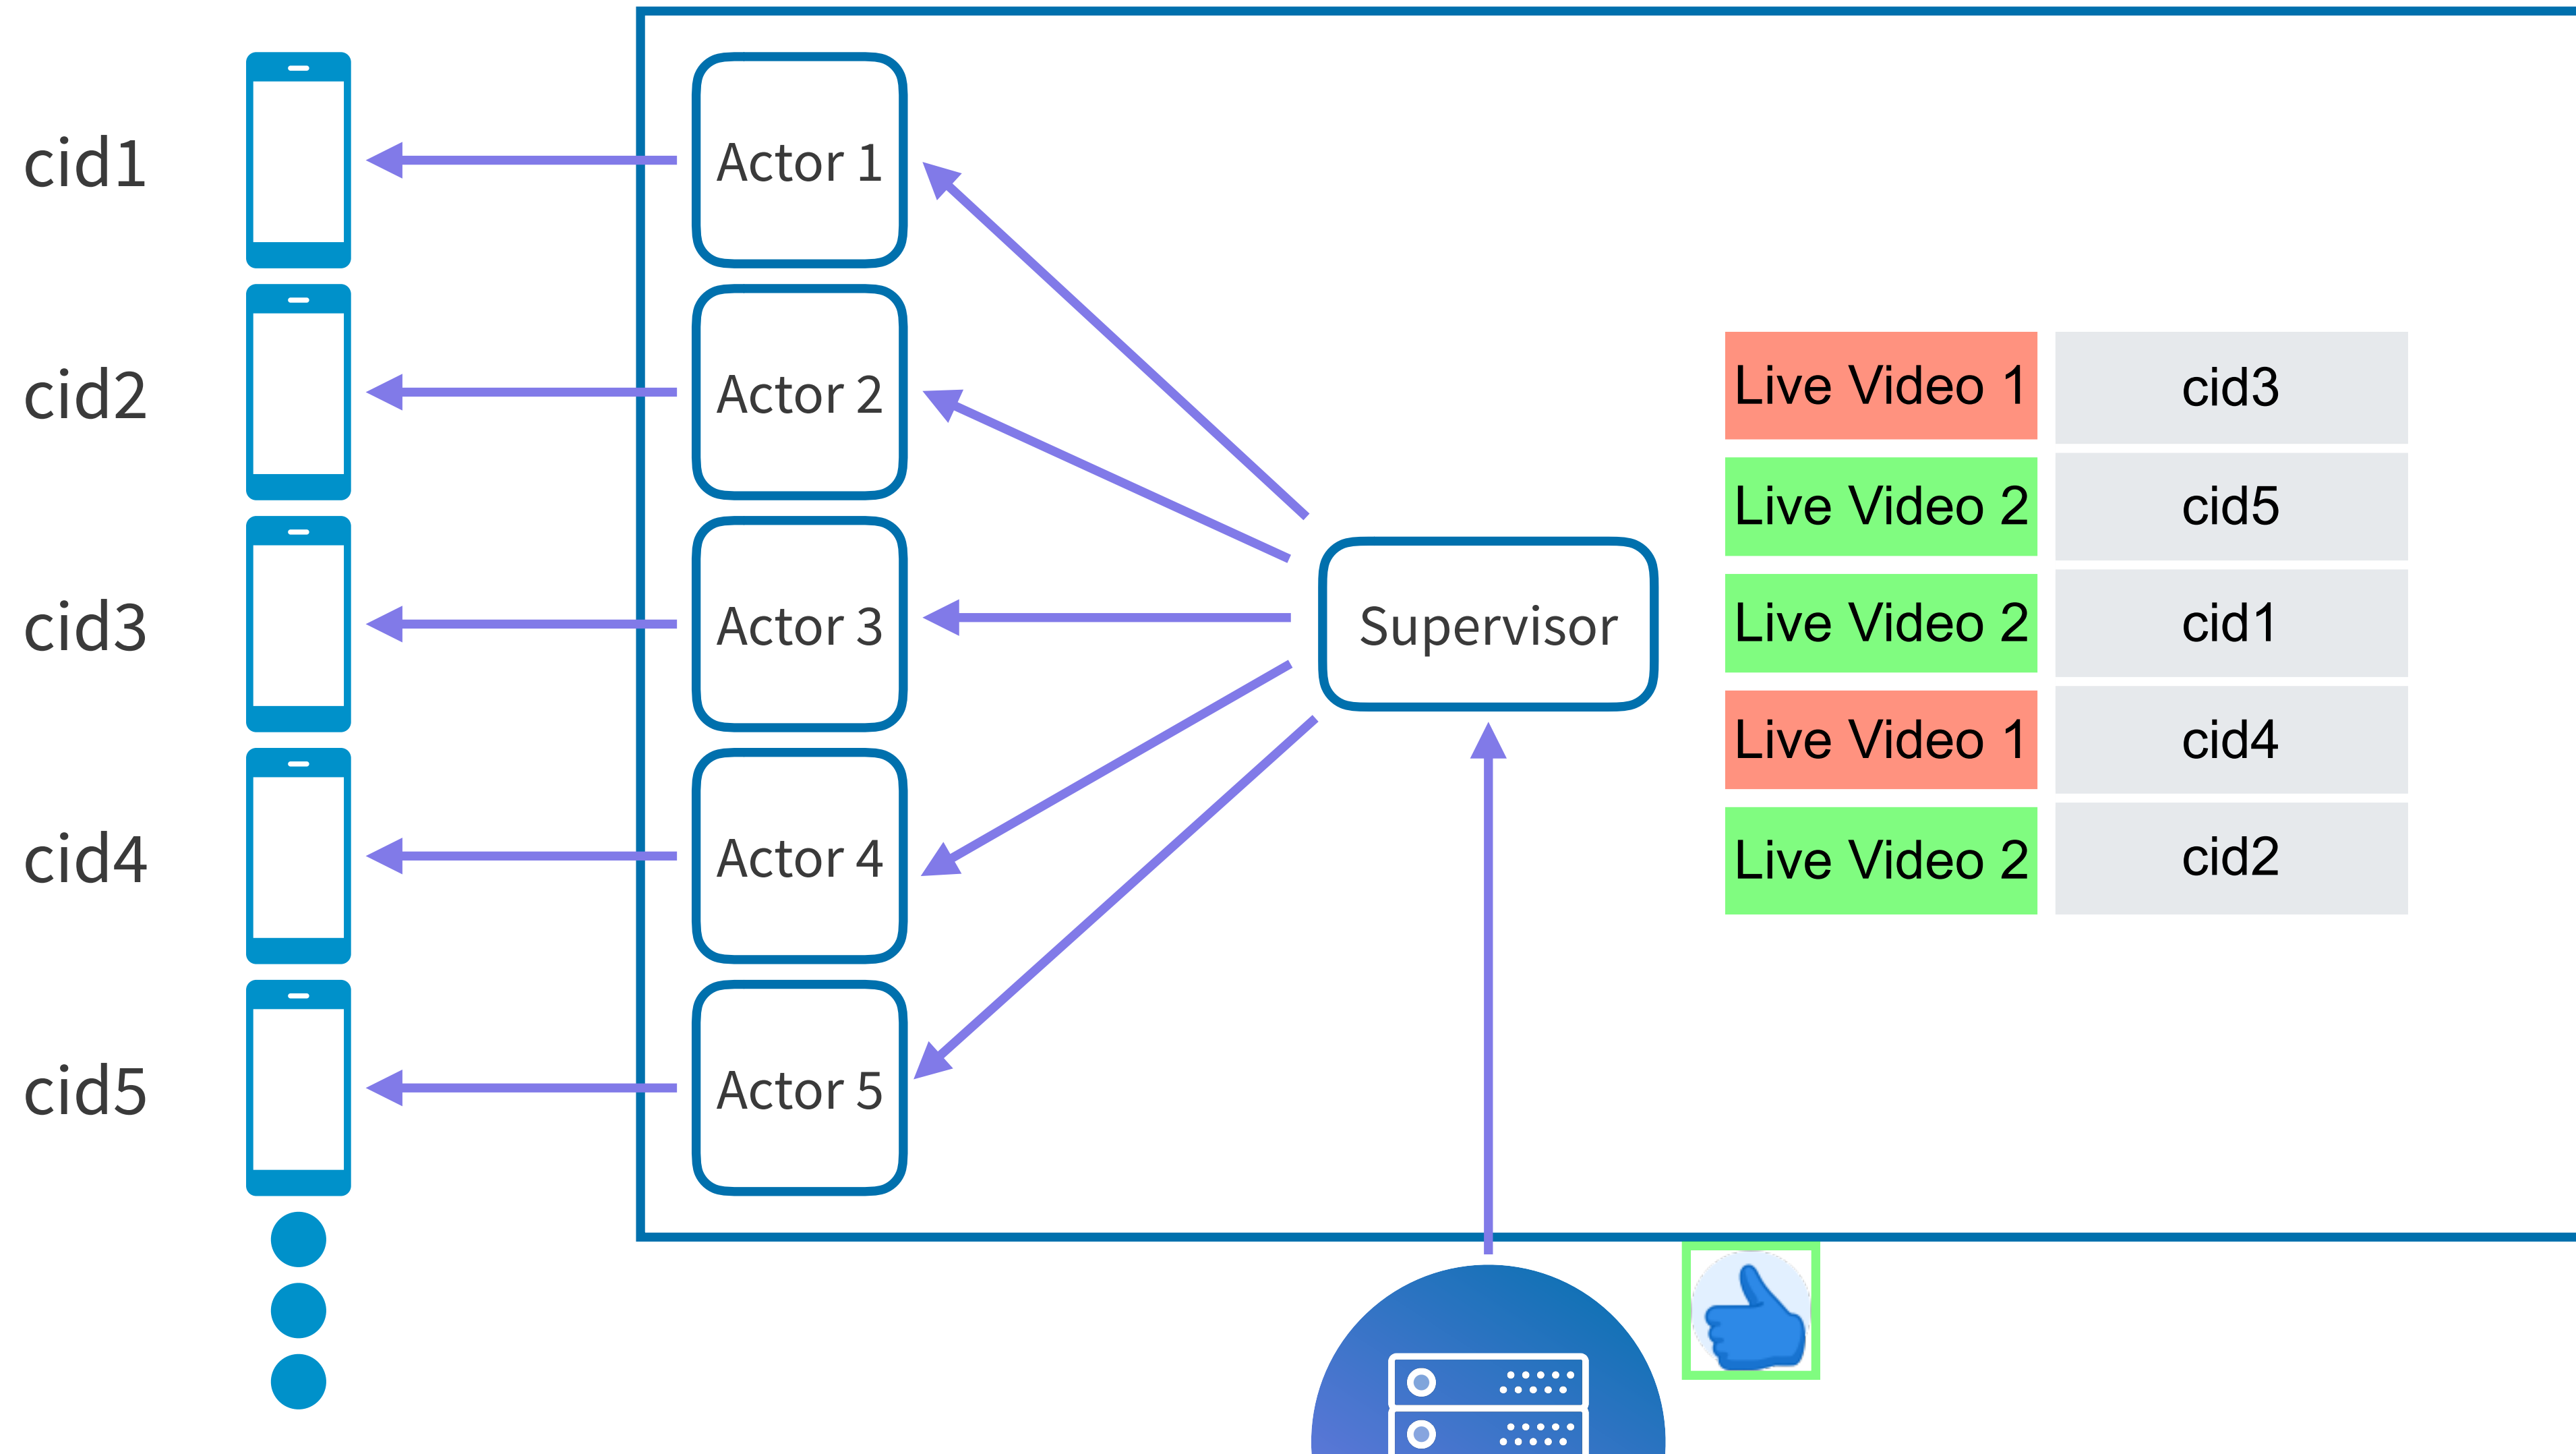 cid1
Actor 1
cid2
Actor 2
cid3
Actor 3
cid4
Actor 4
cid5
Actor 5
Supervisor
Live Video 1 cid3
Live Video 2 cid5
Live Video 2 cid1
Live Video 1 cid4
Live Video 2 cid2